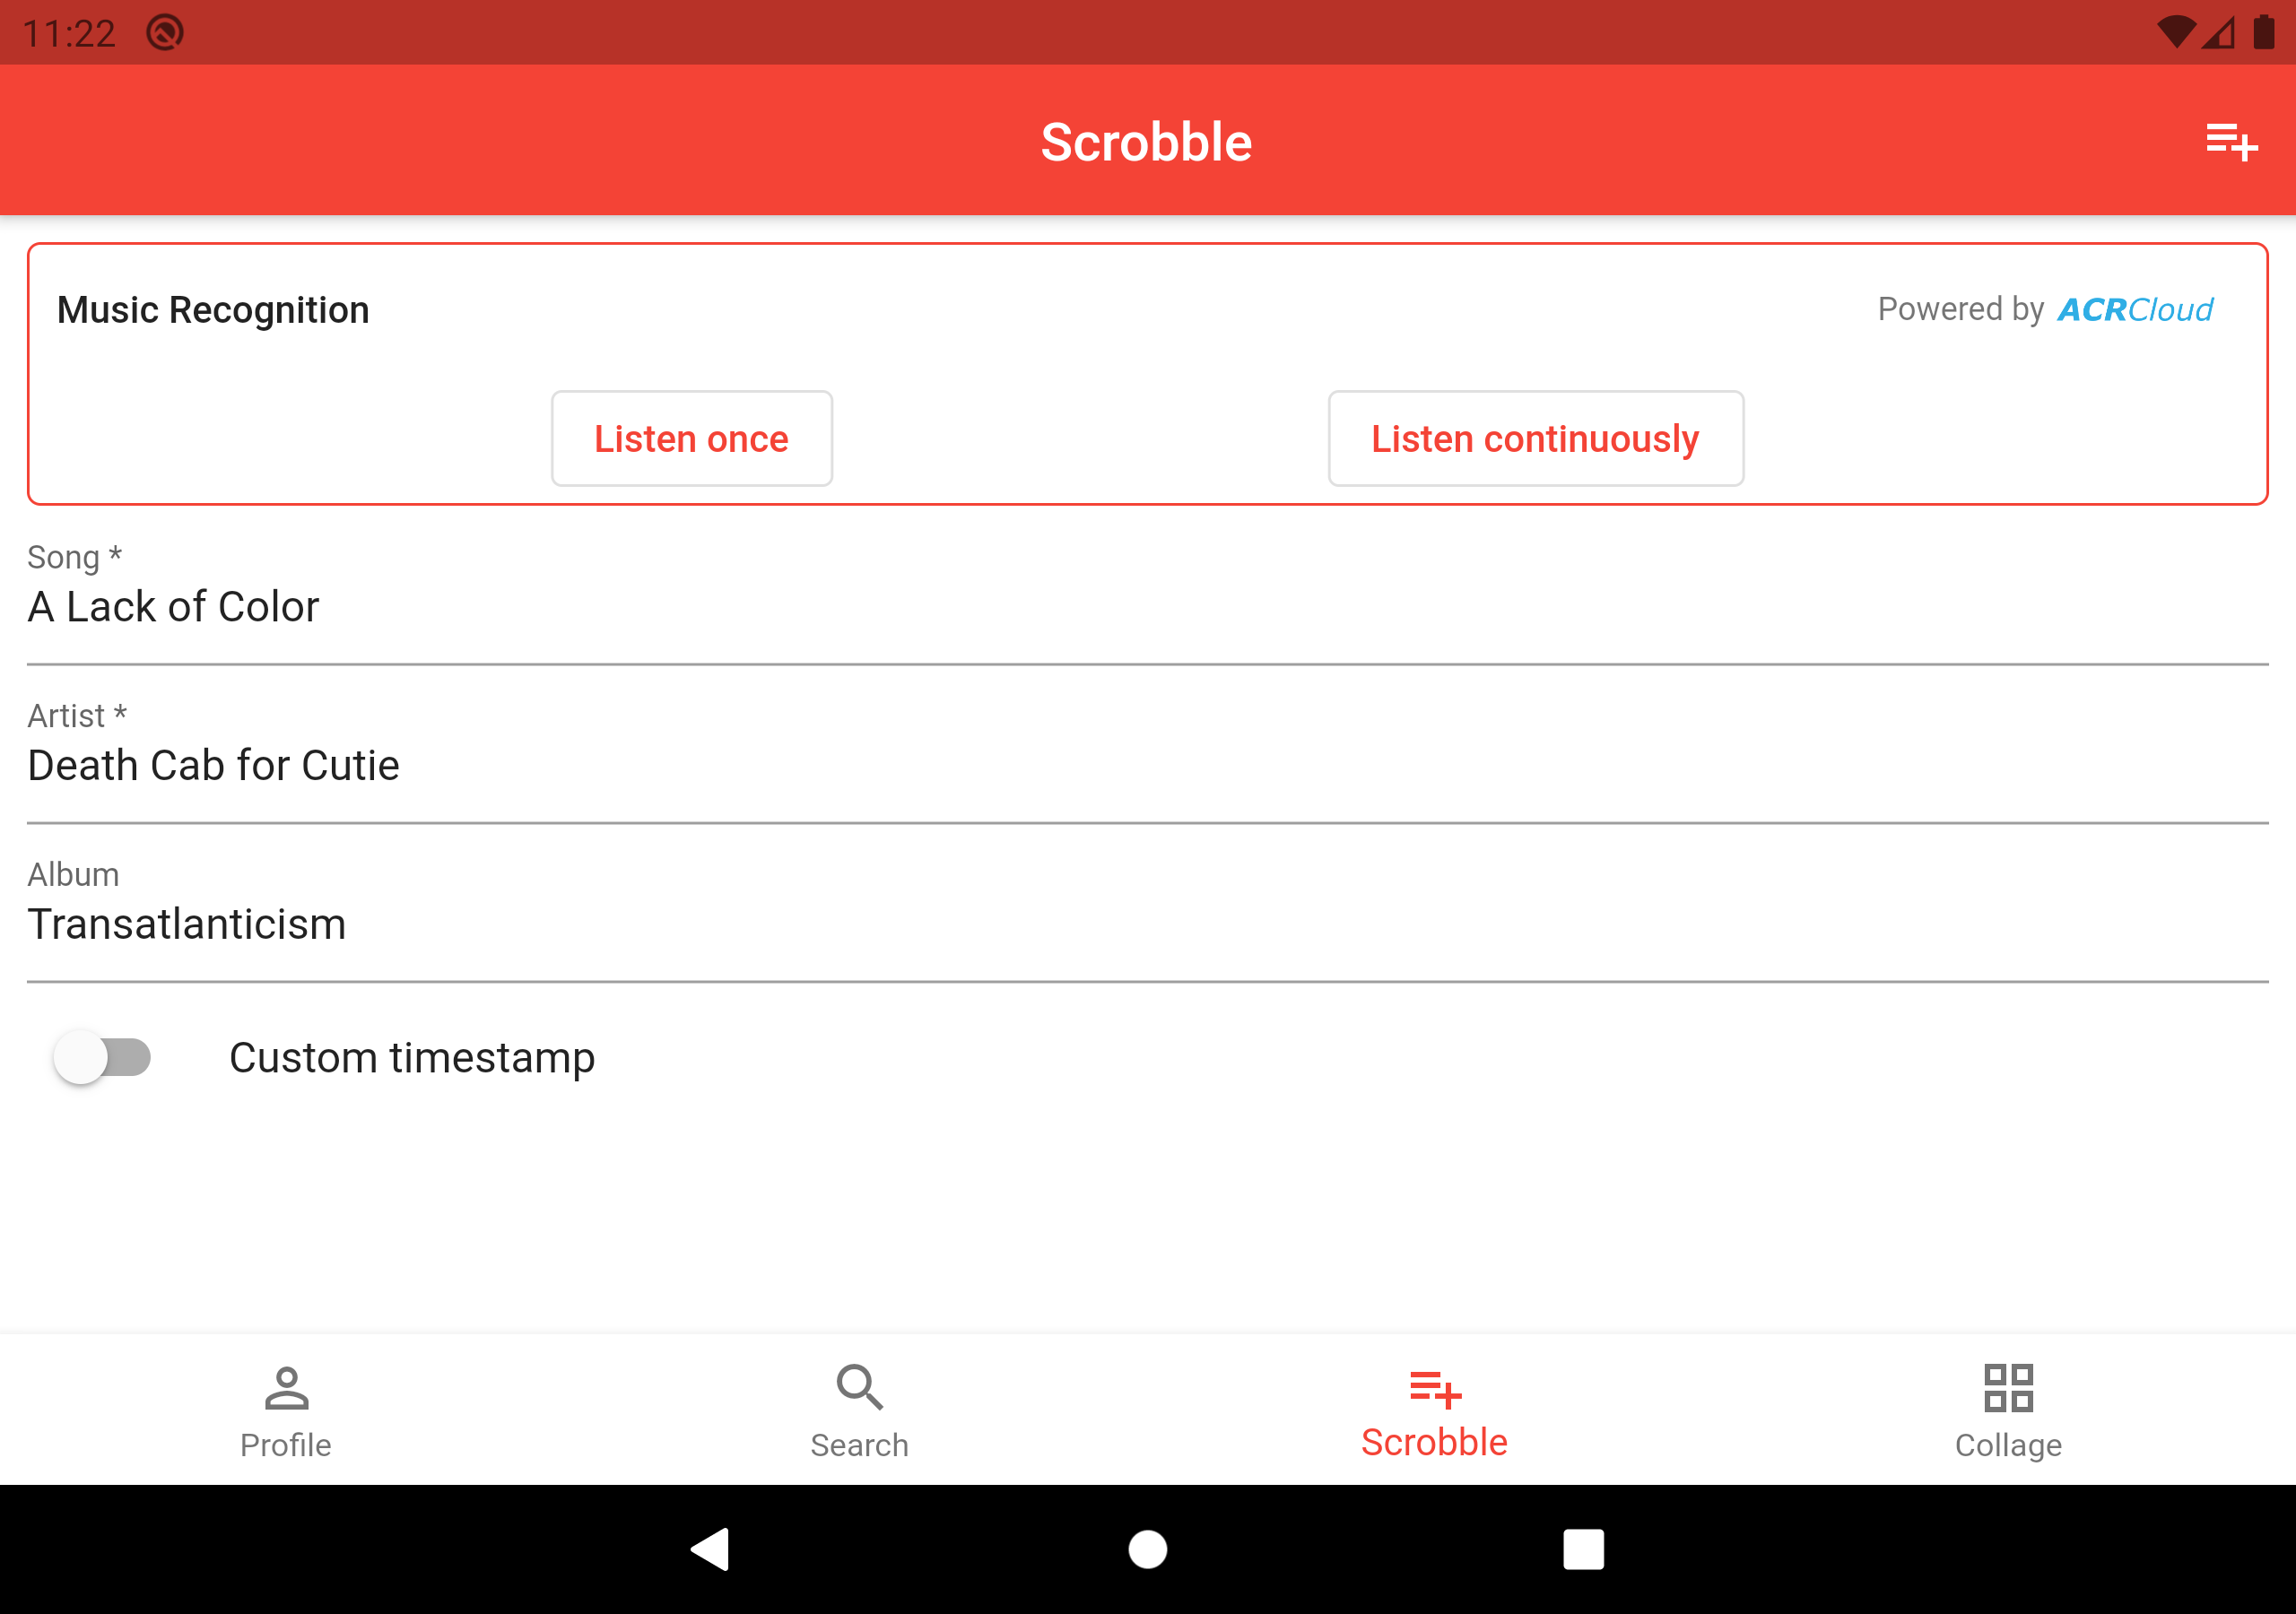 11:22
Scrobble
Music Recognition
Powered by ACRCloud
Listen once
Listen continuously
Song *
A Lack of Color
Artist *
Death Cab for Cutie
Album
Transatlanticism
Custom timestamp
Profile
Search
Scrobble
Collage